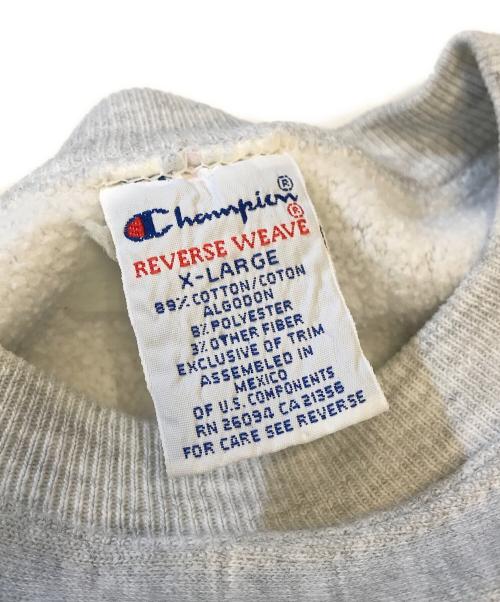 Champion®
REVERSE WEAVE®
X-LARGE
89% COTTON/COTON
ALGODON
8% POLYESTER
3% OTHER FIBER
EXCLUSIVE OF TRIM
ASSEMBLED IN
MEXICO
OF U.S. COMPONENTS
RN 26094 CA 21356
FOR CARE SEE REVERSE